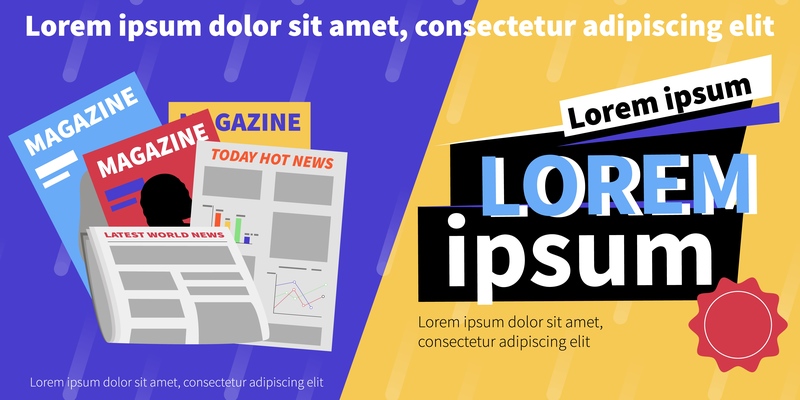 Lorem ipsum dolor sit amet, consectetur adipiscing elit
MAGAZINE
MAGAZINE
MAGAZINE
TODAY HOT NEWS
LATEST WORLD NEWS
Lorem ipsum dolor sit amet, consectetur adipiscing elit
Lorem ipsum
LOREM
ipsum
Lorem ipsum dolor sit amet,
consectetur adipiscing elit